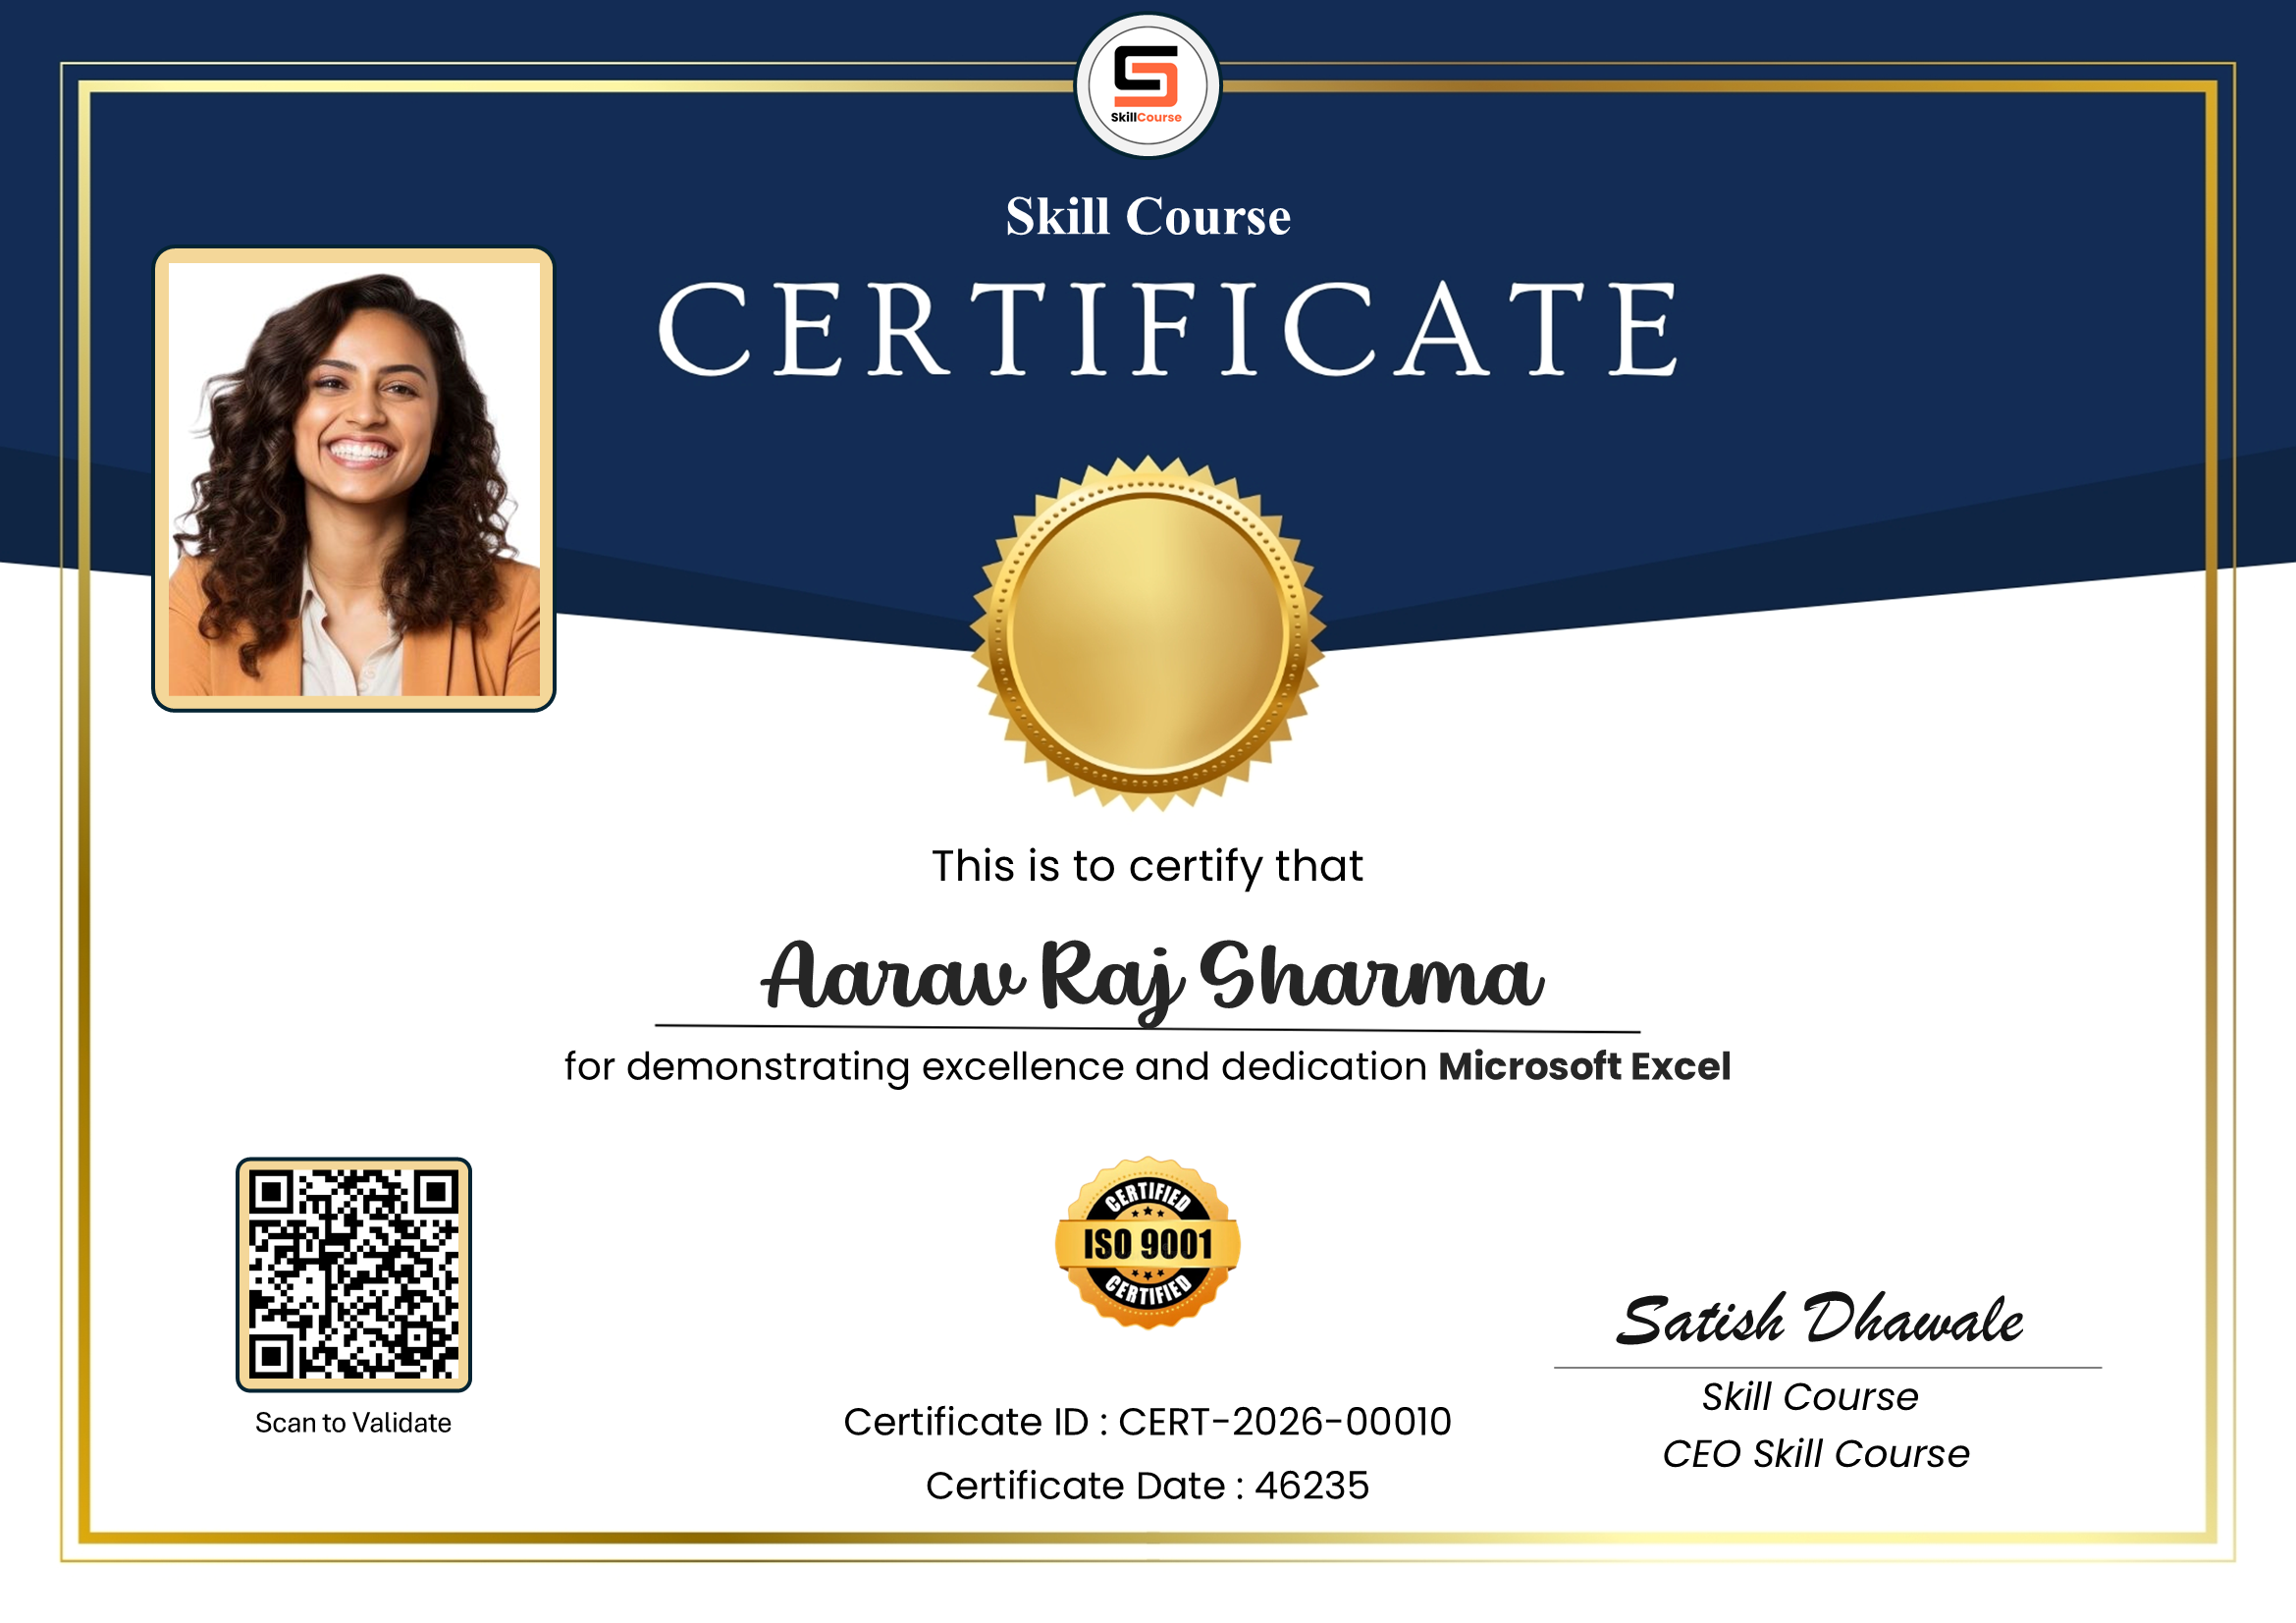 SkillCourse
Skill Course
CERTIFICATE
This is to certify that
Aarav Raj Sharma
for demonstrating excellence and dedication Microsoft Excel
CERTIFIED
ISO 9001
CERTIFIED
Scan to Validate
Certificate ID : CERT-2026-00010
Certificate Date : 46235
Satish Dhawale
Skill Course
CEO Skill Course